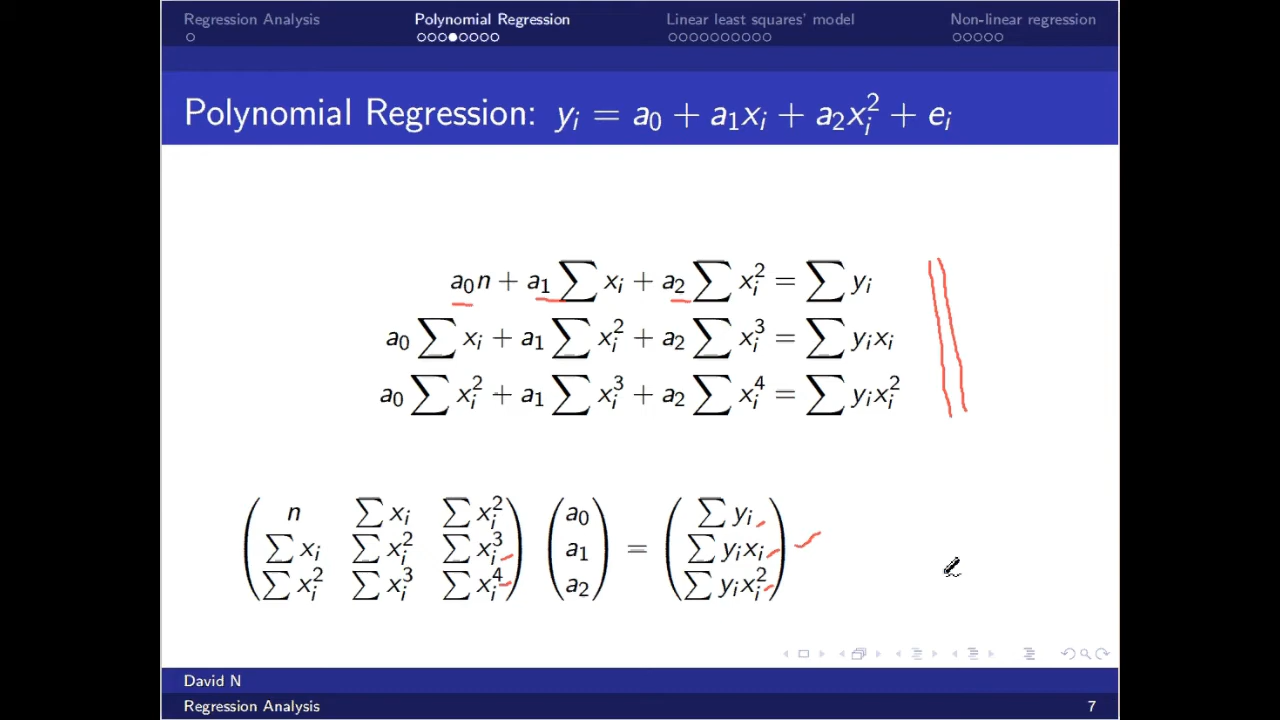 Regression Analysis Polynomial Regression Linear least squares' model Non-linear regression
Polynomial Regression: yᵢ = a₀ + a₁xᵢ + a₂xᵢ² + eᵢ
a₀n + a₁ ∑ xᵢ + a₂ ∑ xᵢ² = ∑ yᵢ
a₀ ∑ xᵢ + a₁ ∑ xᵢ² + a₂ ∑ xᵢ³ = ∑ yᵢxᵢ
a₀ ∑ xᵢ² + a₁ ∑ xᵢ³ + a₂ ∑ xᵢ⁴ = ∑ yᵢxᵢ²
( n ∑ xᵢ ∑ xᵢ² ) ( a₀ ) ( ∑ yᵢ )
( ∑ xᵢ ∑ xᵢ² ∑ xᵢ³ ) ( a₁ ) = ( ∑ yᵢxᵢ )
( ∑ xᵢ² ∑ xᵢ³ ∑ xᵢ⁴ ) ( a₂ ) ( ∑ yᵢxᵢ² )
David N
Regression Analysis 7